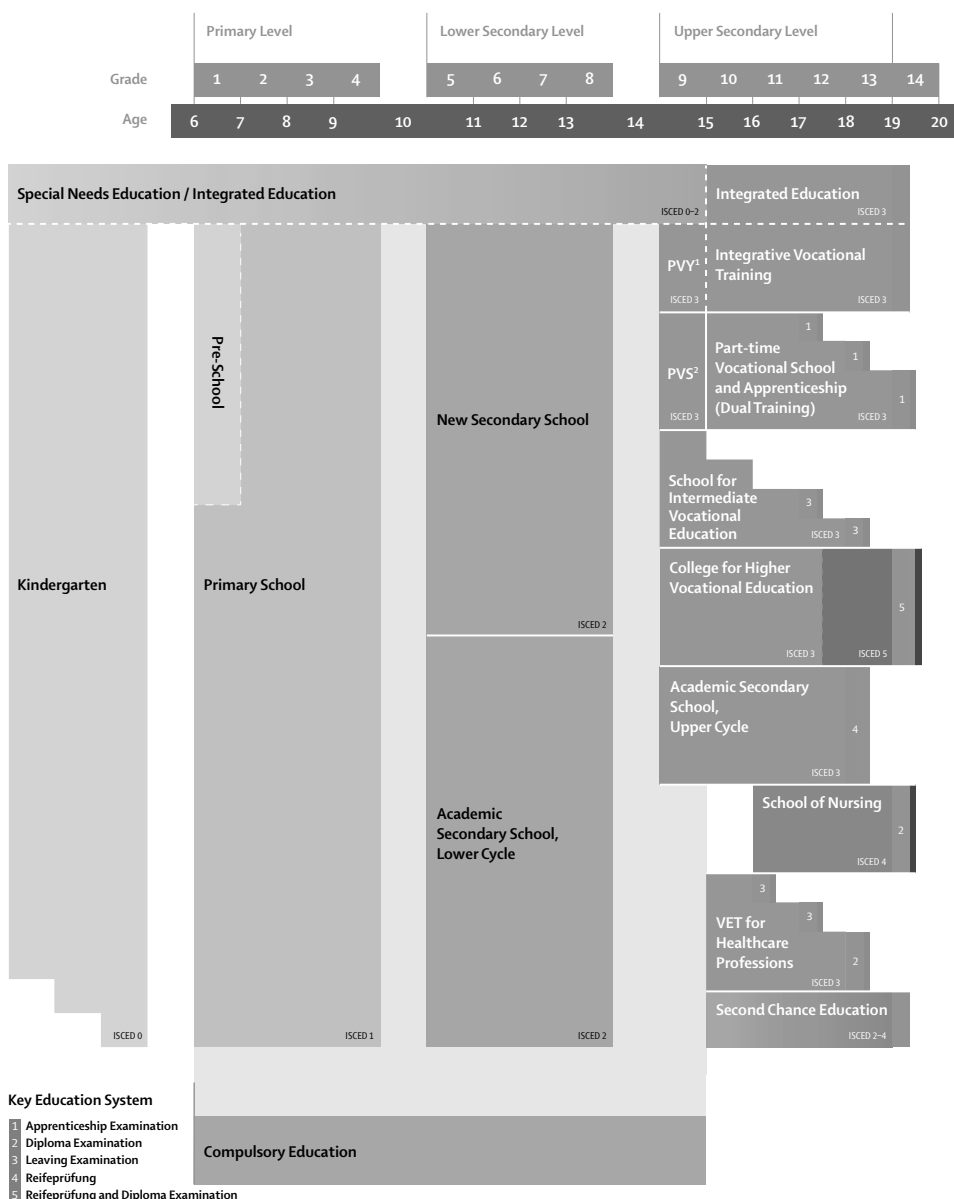 Primary Level Lower Secondary Level Upper Secondary Level
Grade 1 2 3 4 5 6 7 8 9 10 11 12 13 14
Age 6 7 8 9 10 11 12 13 14 15 16 17 18 19 20
Special Needs Education / Integrated Education
ISCED 0–2
Integrated Education
ISCED 3
PVY¹
ISCED 3
Integrative Vocational
Training
ISCED 3
Pre-School
PVS²
ISCED 3
1
Part-time
Vocational School
and Apprenticeship
(Dual Training)
1
1
ISCED 3
New Secondary School
ISCED 2
School for
Intermediate
Vocational
Education
3
ISCED 3
3
Kindergarten
ISCED 0
Primary School
ISCED 1
College for Higher
Vocational Education
ISCED 3
ISCED 5
5
Academic Secondary
School,
Upper Cycle
4
ISCED 3
Academic
Secondary School,
Lower Cycle
ISCED 2
School of Nursing
2
ISCED 4
3
VET for
Healthcare
Professions
3
2
ISCED 3
Second Chance Education
ISCED 2–4
Key Education System
1 Apprenticeship Examination
2 Diploma Examination
3 Leaving Examination
4 Reifeprüfung
5 Reifeprüfung and Diploma Examination
Compulsory Education